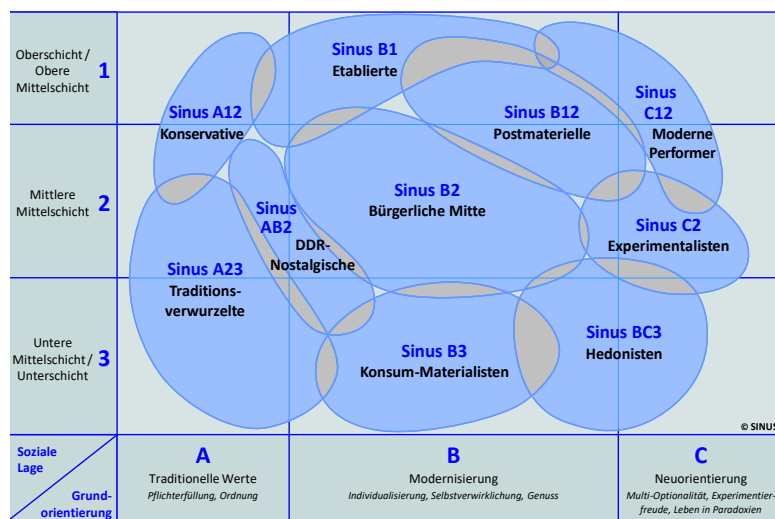 Oberschicht /
Obere
Mittelschicht
1
Sinus B1
Etablierte
Sinus A12
Konservative
Sinus B12
Postmaterielle
Sinus
C12
Moderne
Performer
Mittlere
Mittelschicht
2
Sinus
AB2
DDR-
Nostalgische
Sinus B2
Bürgerliche Mitte
Sinus C2
Experimentalisten
Sinus A23
Traditions-
verwurzelte
Untere
Mittelschicht /
Unterschicht
3
Sinus B3
Konsum-Materialisten
Sinus BC3
Hedonisten
© SINUS
Soziale
Lage
Grund-
orientierung
A
Traditionelle Werte
Pflichterfüllung, Ordnung
B
Modernisierung
Individualisierung, Selbstverwirklichung, Genuss
C
Neuorientierung
Multi-Optionalität, Experimentier-
freude, Leben in Paradoxien